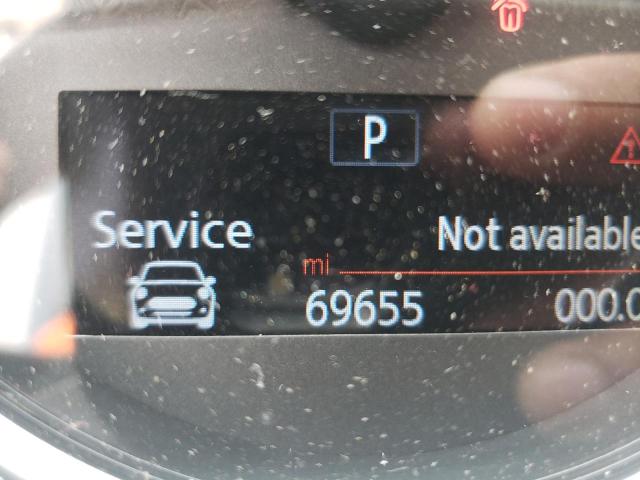 P
Service Not available
mi
69655 000.0